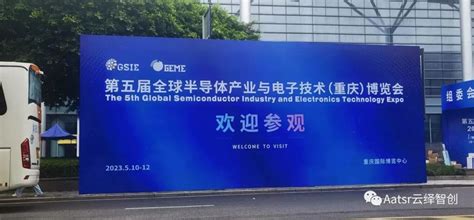 GSIE GEME
第五届全球半导体产业与电子技术(重庆)博览会
The 5th Global Semiconductor Industry and Electronics Technology Expo
欢迎参观
WELCOME TO VISIT
2023.5.10-12
重庆国际博览中心
组委会
Aatsr云绎智创